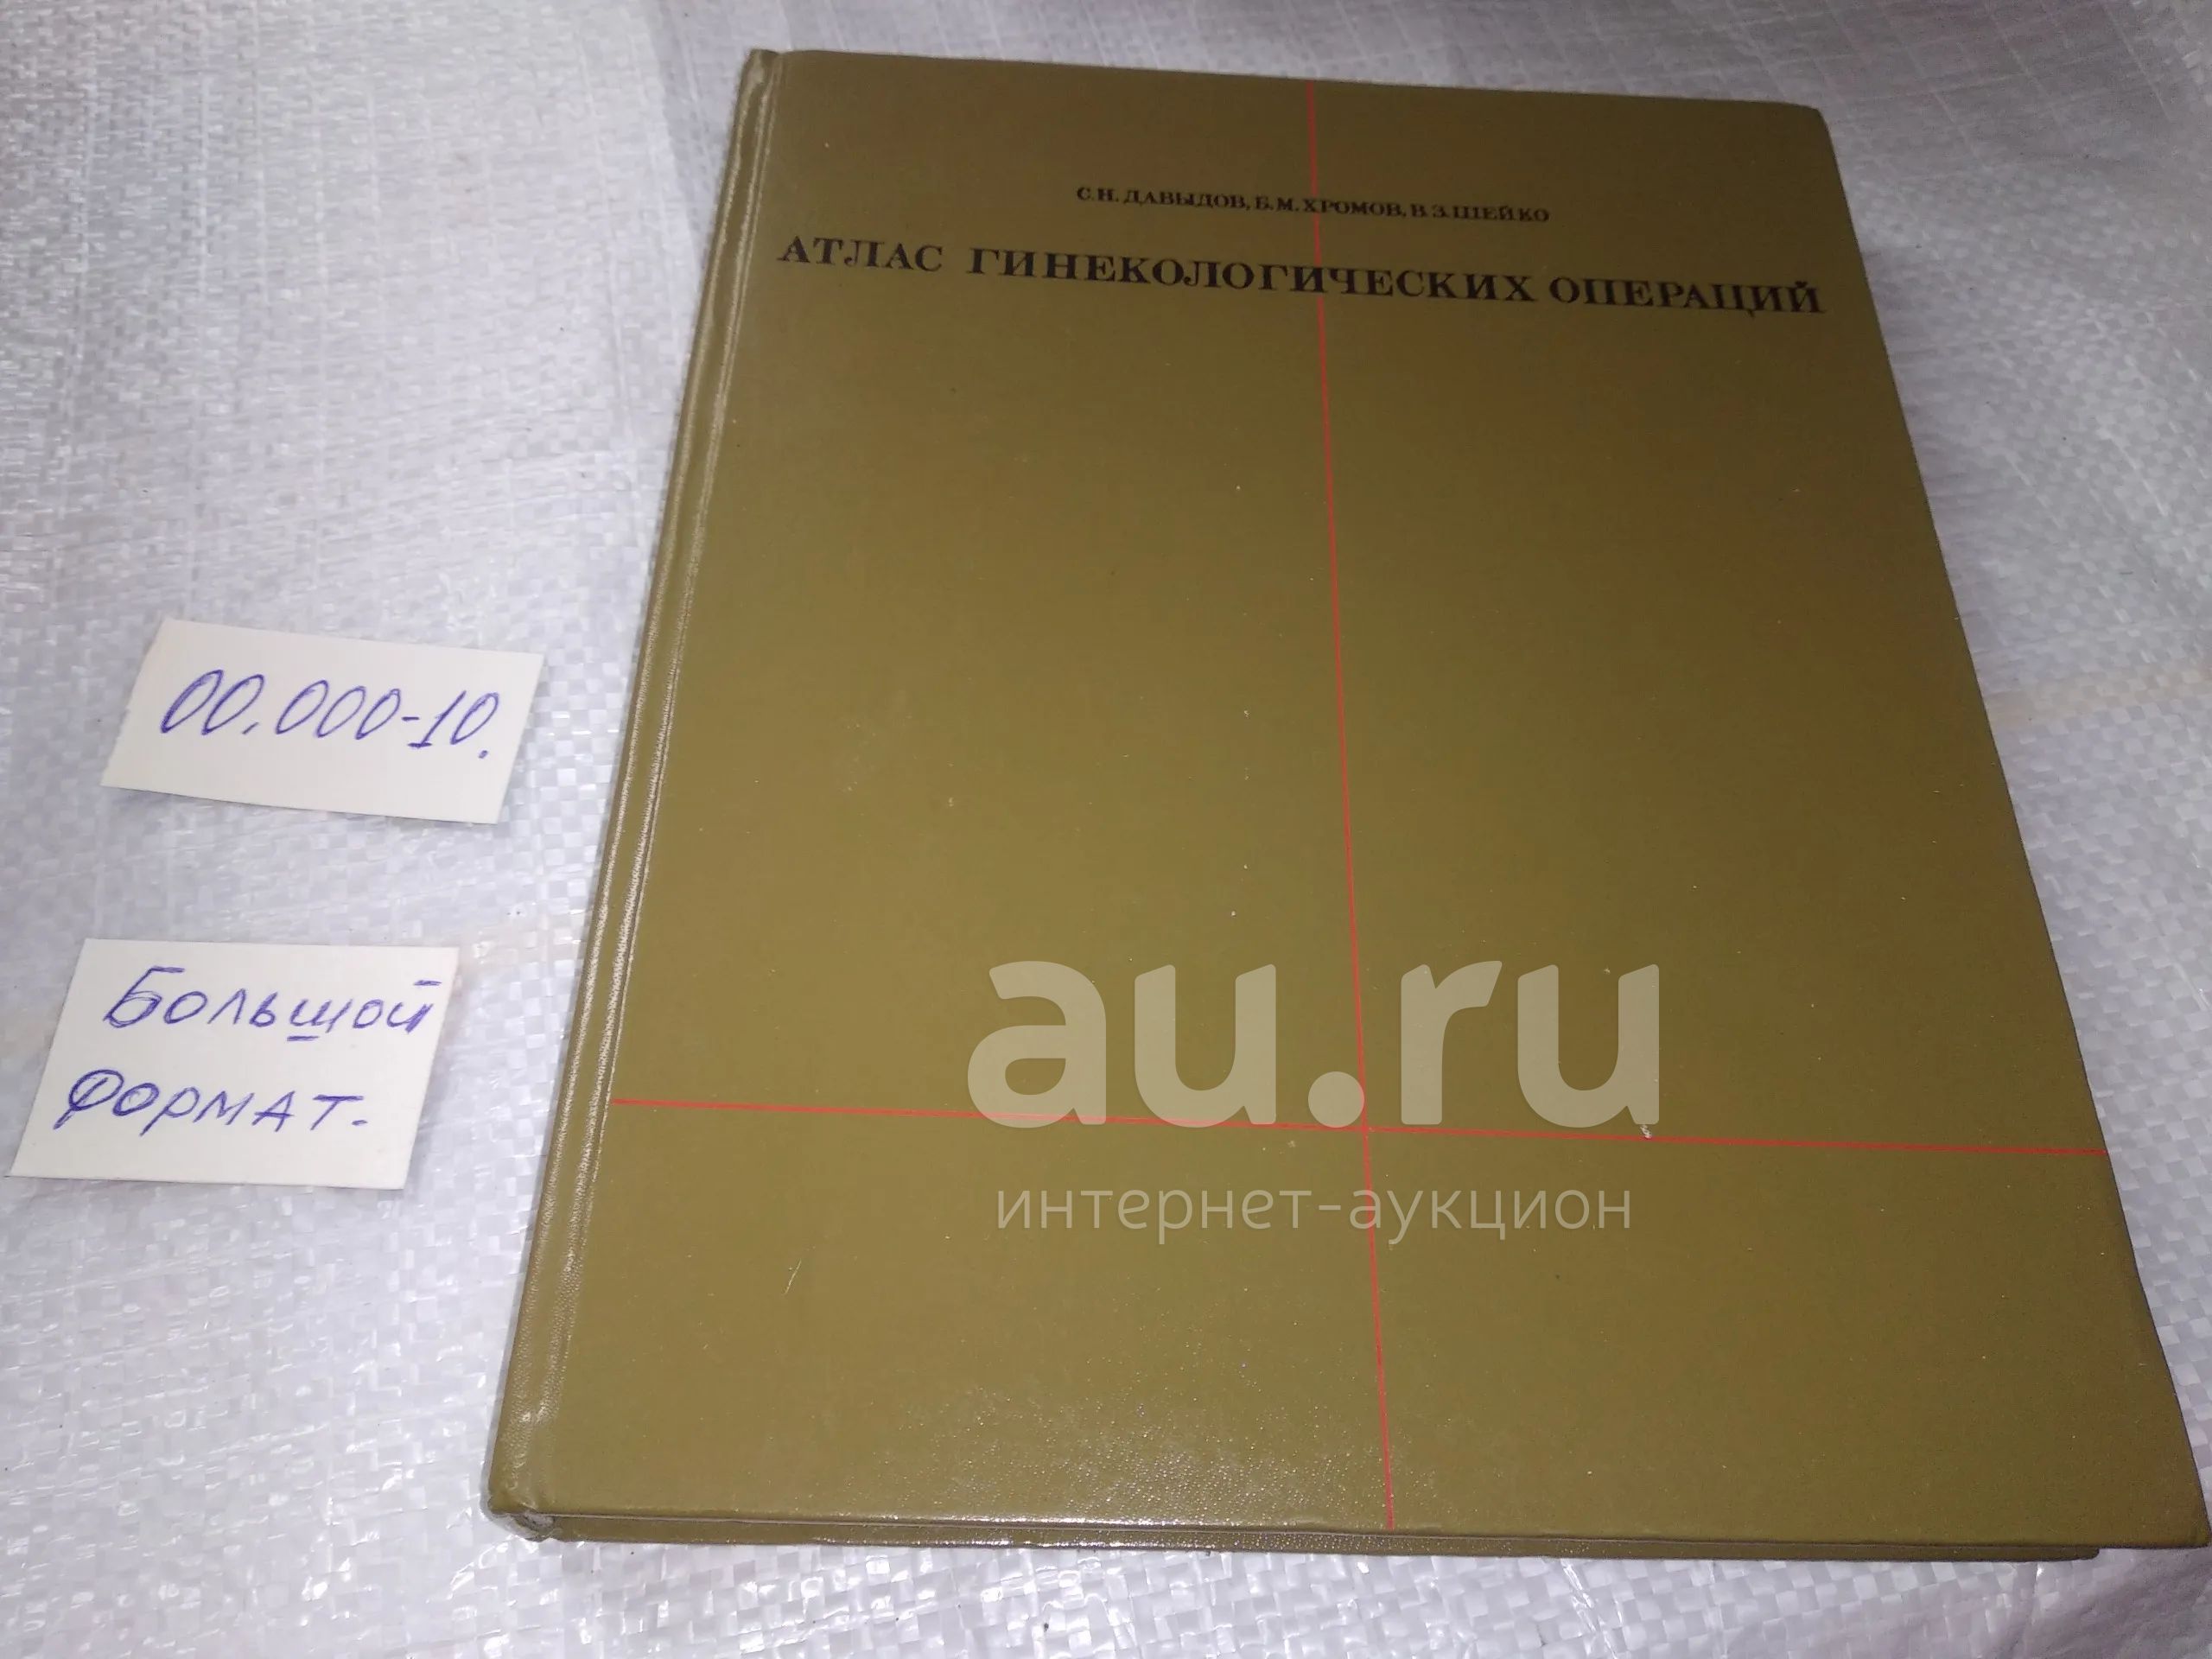 С.Н. ДАВЫДОВ, Б.М. ХРОМОВ, В.З. ШЕЙКО
АТЛАС ГИНЕКОЛОГИЧЕСКИХ ОПЕРАЦИЙ
00.000-10.
Большой
формат.
au.ru
интернет-аукцион